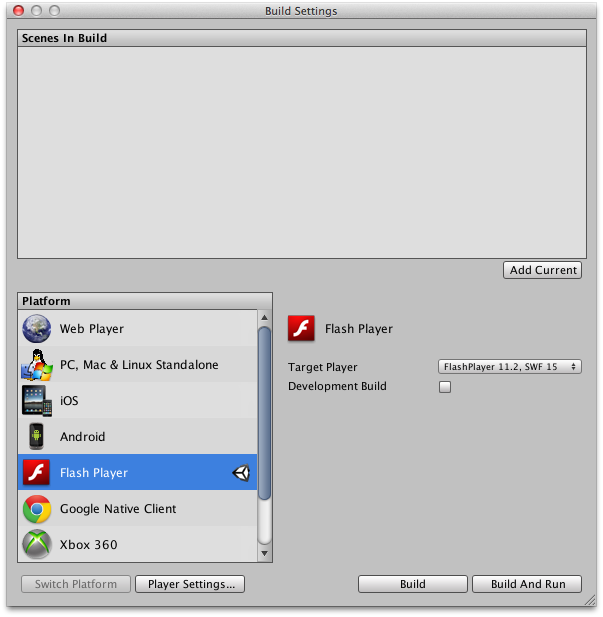 Build Settings
Scenes In Build
Add Current
Platform
Web Player
PC, Mac & Linux Standalone
iOS
Android
Flash Player
Google Native Client
Xbox 360
Flash Player
Target Player
FlashPlayer 11.2, SWF 15
Development Build
Switch Platform
Player Settings...
Build
Build And Run